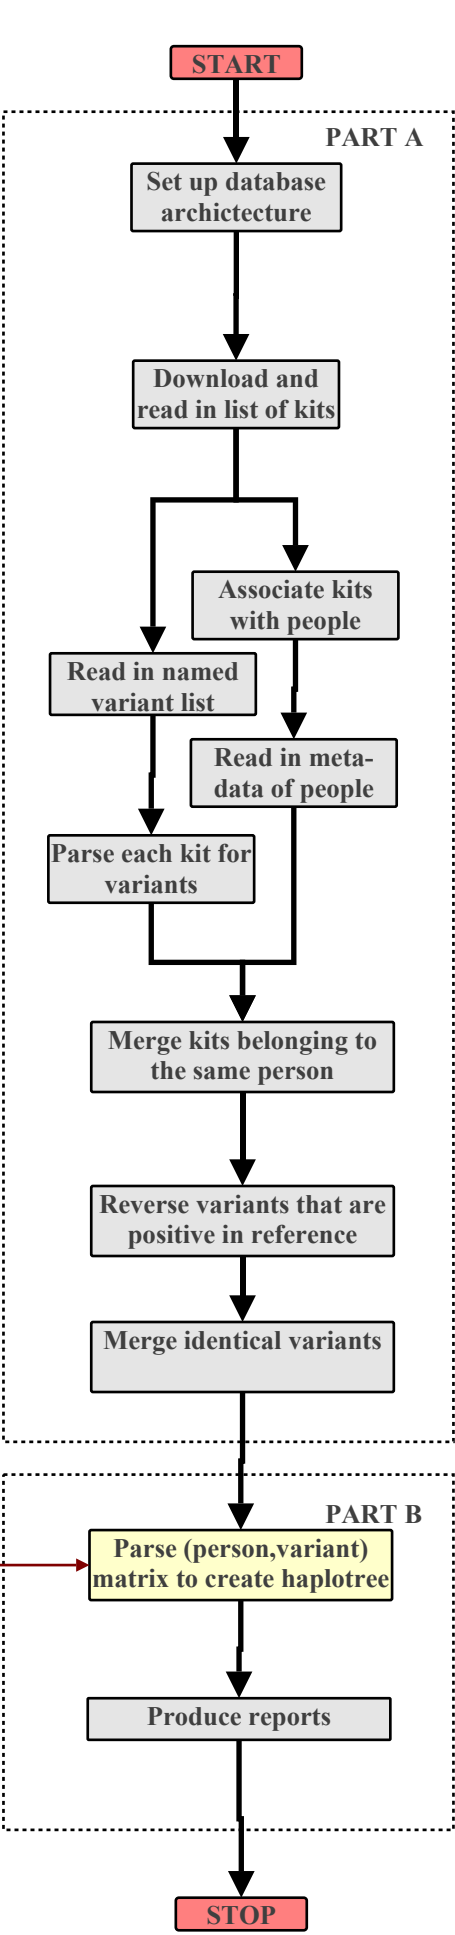 START
PART A
Set up database
archictecture
Download and
read in list of kits
Associate kits
with people
Read in named
variant list
Read in meta-
data of people
Parse each kit for
variants
Merge kits belonging to
the same person
Reverse variants that are
positive in reference
Merge identical variants
PART B
Parse (person,variant)
matrix to create haplotree
Produce reports
STOP